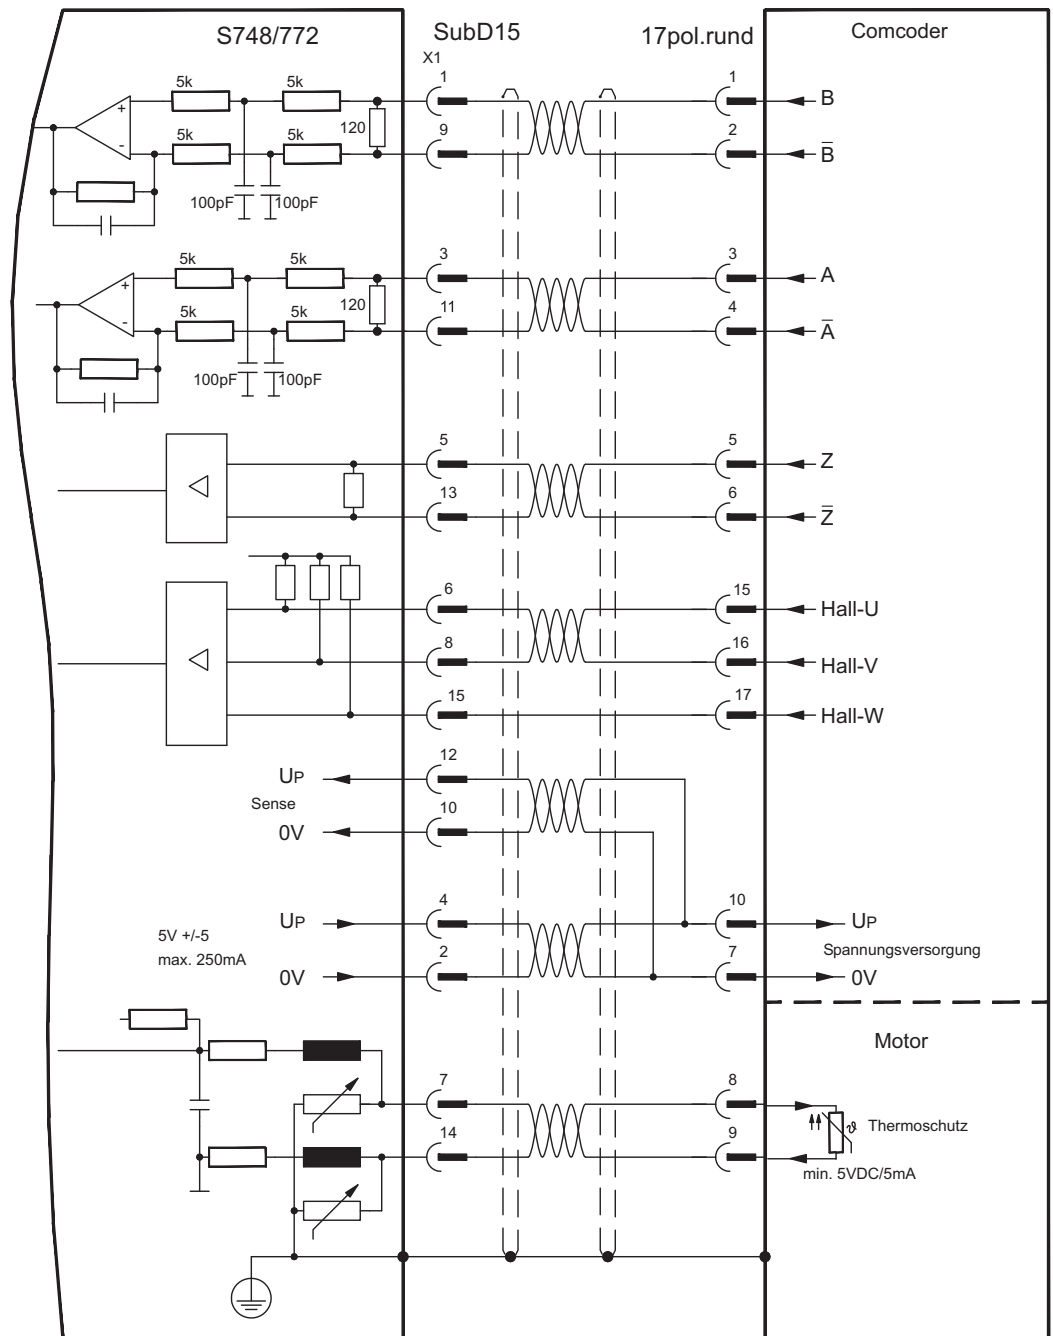 S748/772 SubD15 17pol.rund Comcoder
X1
5k 5k 1 1 B
120
5k 5k 9 2 B̅
100pF 100pF
5k 5k 3 3 A
120
5k 5k 11 4 A̅
100pF 100pF
5 5 Z
13 6 Z̅
6 15 Hall-U
8 16 Hall-V
15 17 Hall-W
UP 12
Sense
0V 10
UP 4 10 UP
5V +/-5
max. 250mA
Spannungsversorgung
0V 2 7 0V
Motor
7 8
ϑ Thermoschutz
14 9
min. 5VDC/5mA
+
-
+
-